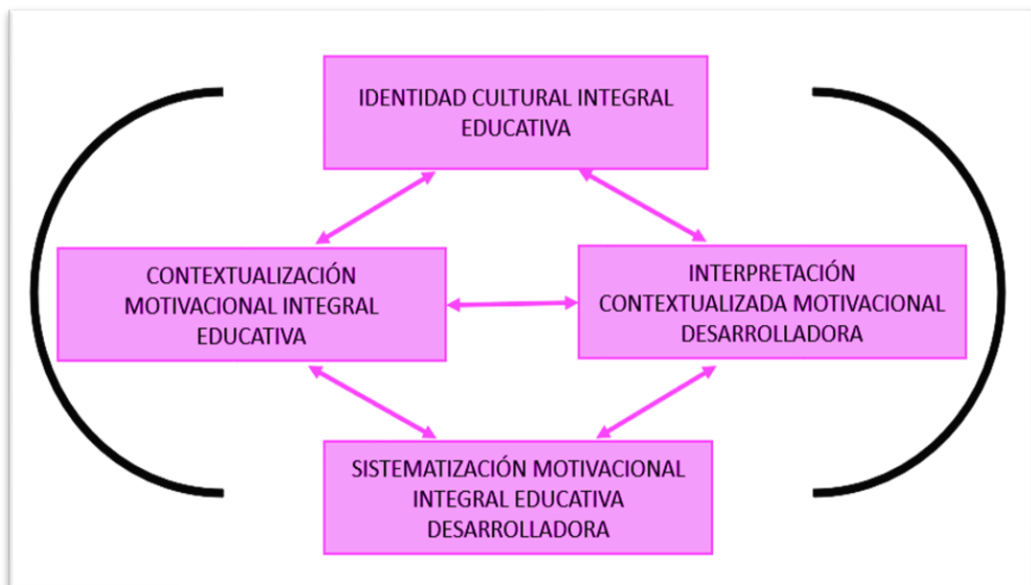 IDENTIDAD CULTURAL INTEGRAL
EDUCATIVA
CONTEXTUALIZACIÓN
MOTIVACIONAL INTEGRAL
EDUCATIVA
INTERPRETACIÓN
CONTEXTUALIZADA MOTIVACIONAL
DESARROLLADORA
SISTEMATIZACIÓN MOTIVACIONAL
INTEGRAL EDUCATIVA
DESARROLLADORA